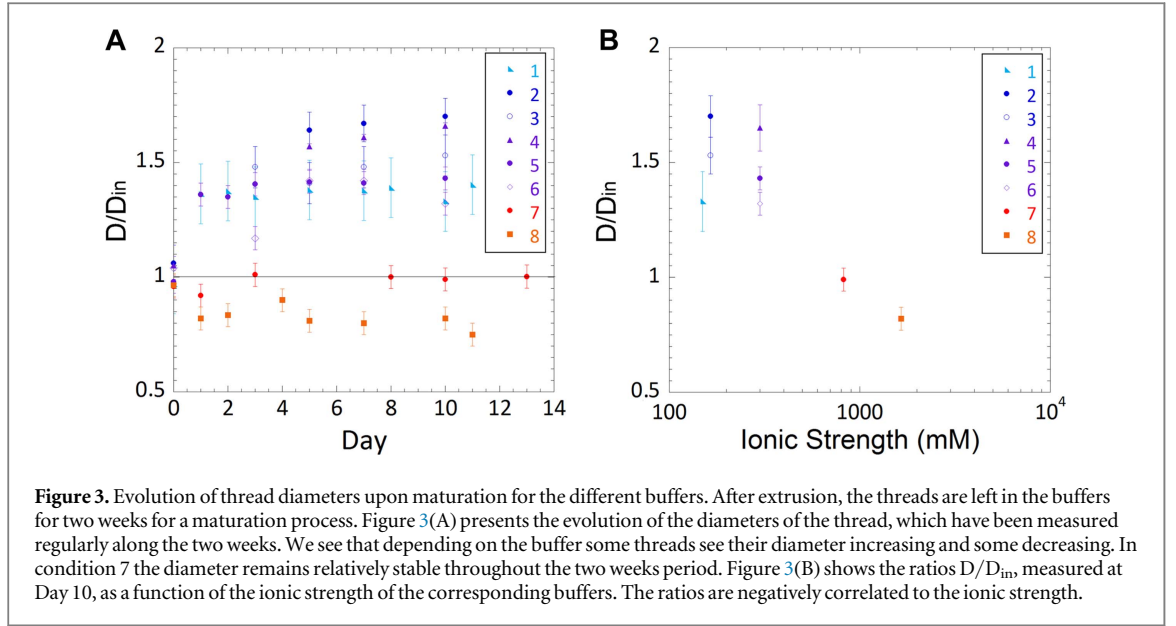 A
B
2
1.5
1
0.5
D/Din
0 2 4 6 8 10 12 14
Day
1
2
3
4
5
6
7
8
2
1.5
1
0.5
D/Din
100 1000 10^4
Ionic Strength (mM)
1
2
3
4
5
6
7
8
Figure 3. Evolution of thread diameters upon maturation for the different buffers. After extrusion, the threads are left in the buffers
for two weeks for a maturation process. Figure 3(A) presents the evolution of the diameters of the thread, which have been measured
regularly along the two weeks. We see that depending on the buffer some threads see their diameter increasing and some decreasing. In
condition 7 the diameter remains relatively stable throughout the two weeks period. Figure 3(B) shows the ratios D/Din, measured at
Day 10, as a function of the ionic strength of the corresponding buffers. The ratios are negatively correlated to the ionic strength.